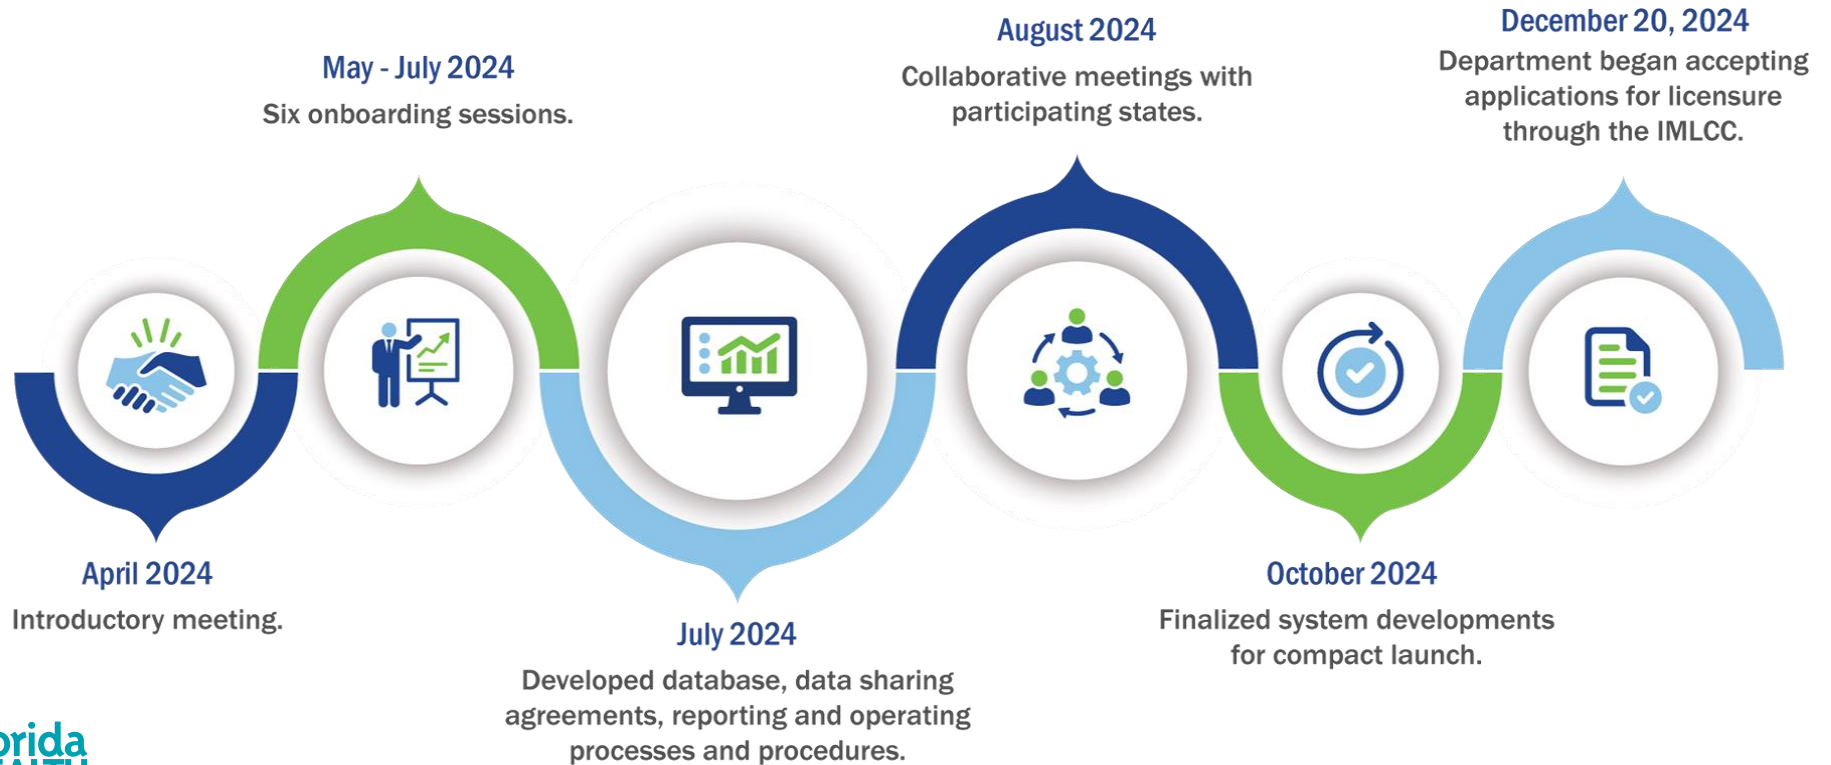 April 2024
Introductory meeting.
May - July 2024
Six onboarding sessions.
July 2024
Developed database, data sharing
agreements, reporting and operating
processes and procedures.
August 2024
Collaborative meetings with
participating states.
October 2024
Finalized system developments
for compact launch.
December 20, 2024
Department began accepting
applications for licensure
through the IMLCC.